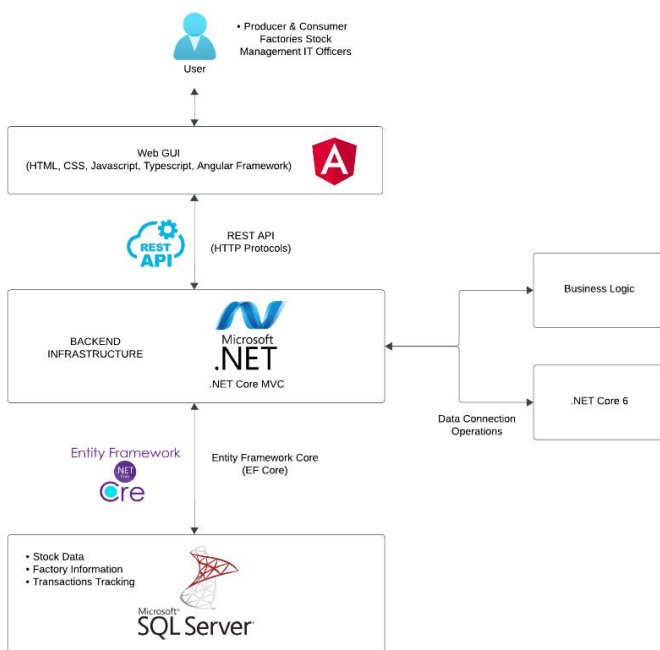 • Producer & Consumer
Factories Stock
Management IT Officers
User
Web GUI
(HTML, CSS, Javascript, Typescript, Angular Framework)
A
REST
API
REST API
(HTTP Protocols)
BACKEND
INFRASTRUCTURE
Microsoft
.NET
.NET Core MVC
Business Logic
.NET Core 6
Data Connection
Operations
Entity Framework
.NET
Core
Entity Framework Core
(EF Core)
• Stock Data
• Factory Information
• Transactions Tracking
Microsoft®
SQL Server